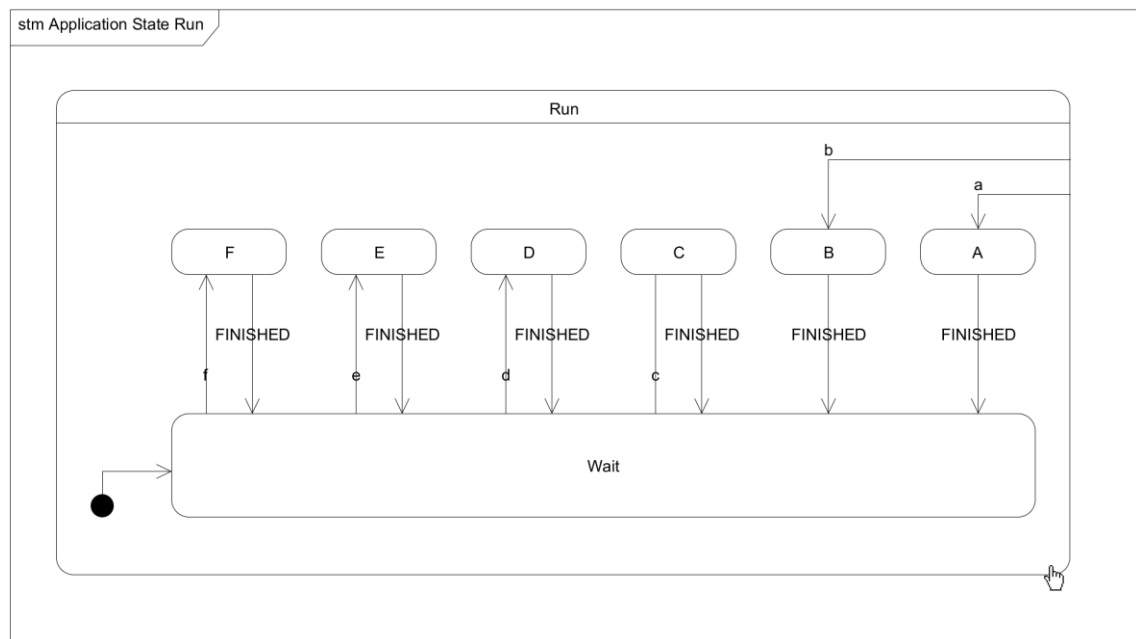 stm Application State Run
Run
b
a
F
E
D
C
B
A
FINISHED
FINISHED
FINISHED
FINISHED
FINISHED
FINISHED
f
e
d
c
Wait